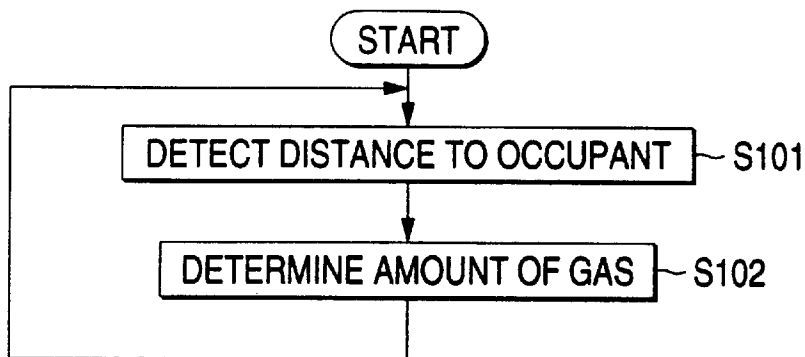 START
DETECT DISTANCE TO OCCUPANT S101
DETERMINE AMOUNT OF GAS S102